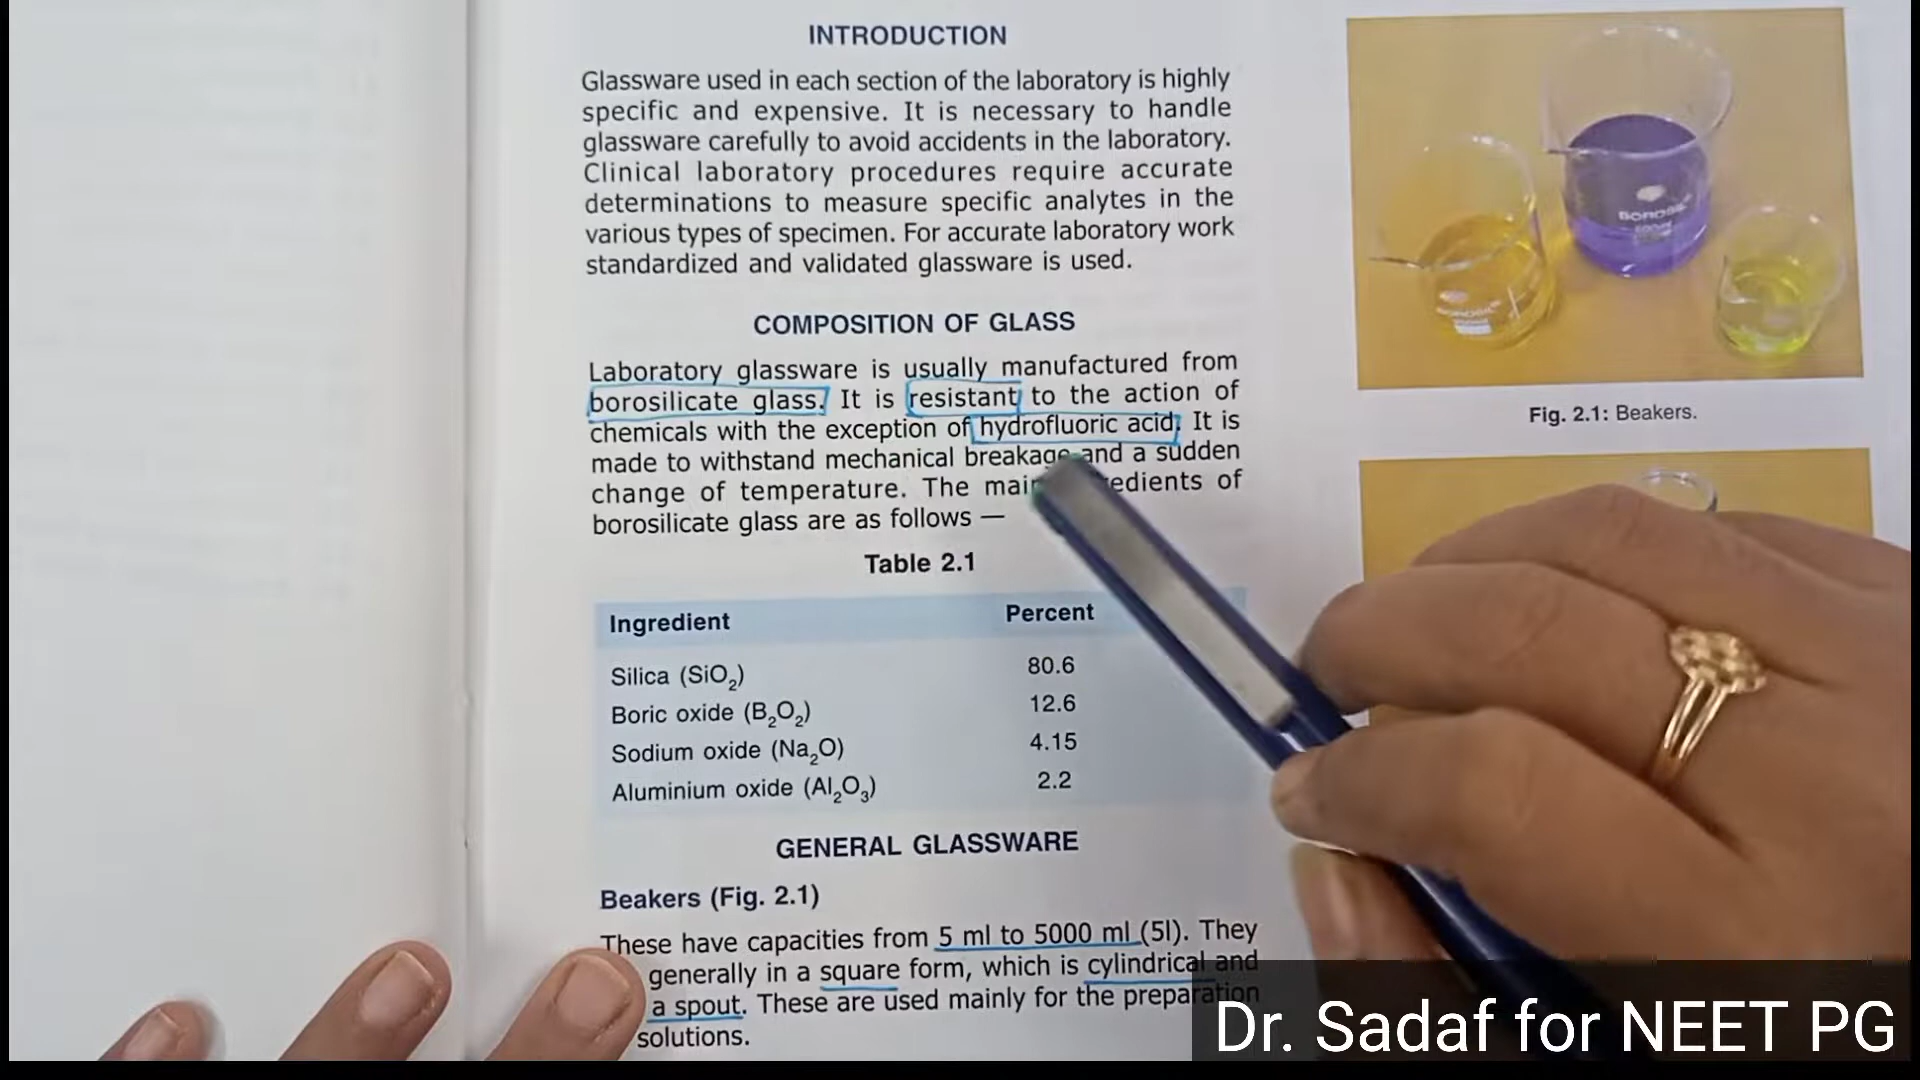 INTRODUCTION
Glassware used in each section of the laboratory is highly
specific and expensive. It is necessary to handle
glassware carefully to avoid accidents in the laboratory.
Clinical laboratory procedures require accurate
determinations to measure specific analytes in the
various types of specimen. For accurate laboratory work
standardized and validated glassware is used.
COMPOSITION OF GLASS
Laboratory glassware is usually manufactured from
borosilicate glass. It is resistant to the action of
chemicals with the exception of hydrofluoric acid. It is
made to withstand mechanical breakage and a sudden
change of temperature. The main edients of
borosilicate glass are as follows —
Table 2.1
Ingredient Percent
Silica (SiO₂) 80.6
Boric oxide (B₂O₂) 12.6
Sodium oxide (Na₂O) 4.15
Aluminium oxide (Al₂O₃) 2.2
GENERAL GLASSWARE
Beakers (Fig. 2.1)
These have capacities from 5 ml to 5000 ml (5l). They
generally in a square form, which is cylindrical and
a spout. These are used mainly for the preparation
solutions.
BOROSIL
BOROSIL
Fig. 2.1: Beakers.
Dr. Sadaf for NEET PG